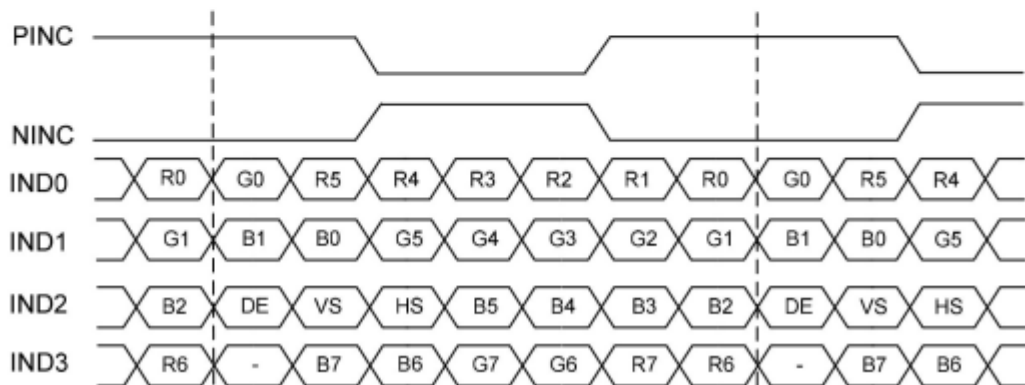 PINC
NINC
IND0 R0 G0 R5 R4 R3 R2 R1 R0 G0 R5 R4
IND1 G1 B1 B0 G5 G4 G3 G2 G1 B1 B0 G5
IND2 B2 DE VS HS B5 B4 B3 B2 DE VS HS
IND3 R6 - B7 B6 G7 G6 R7 R6 - B7 B6